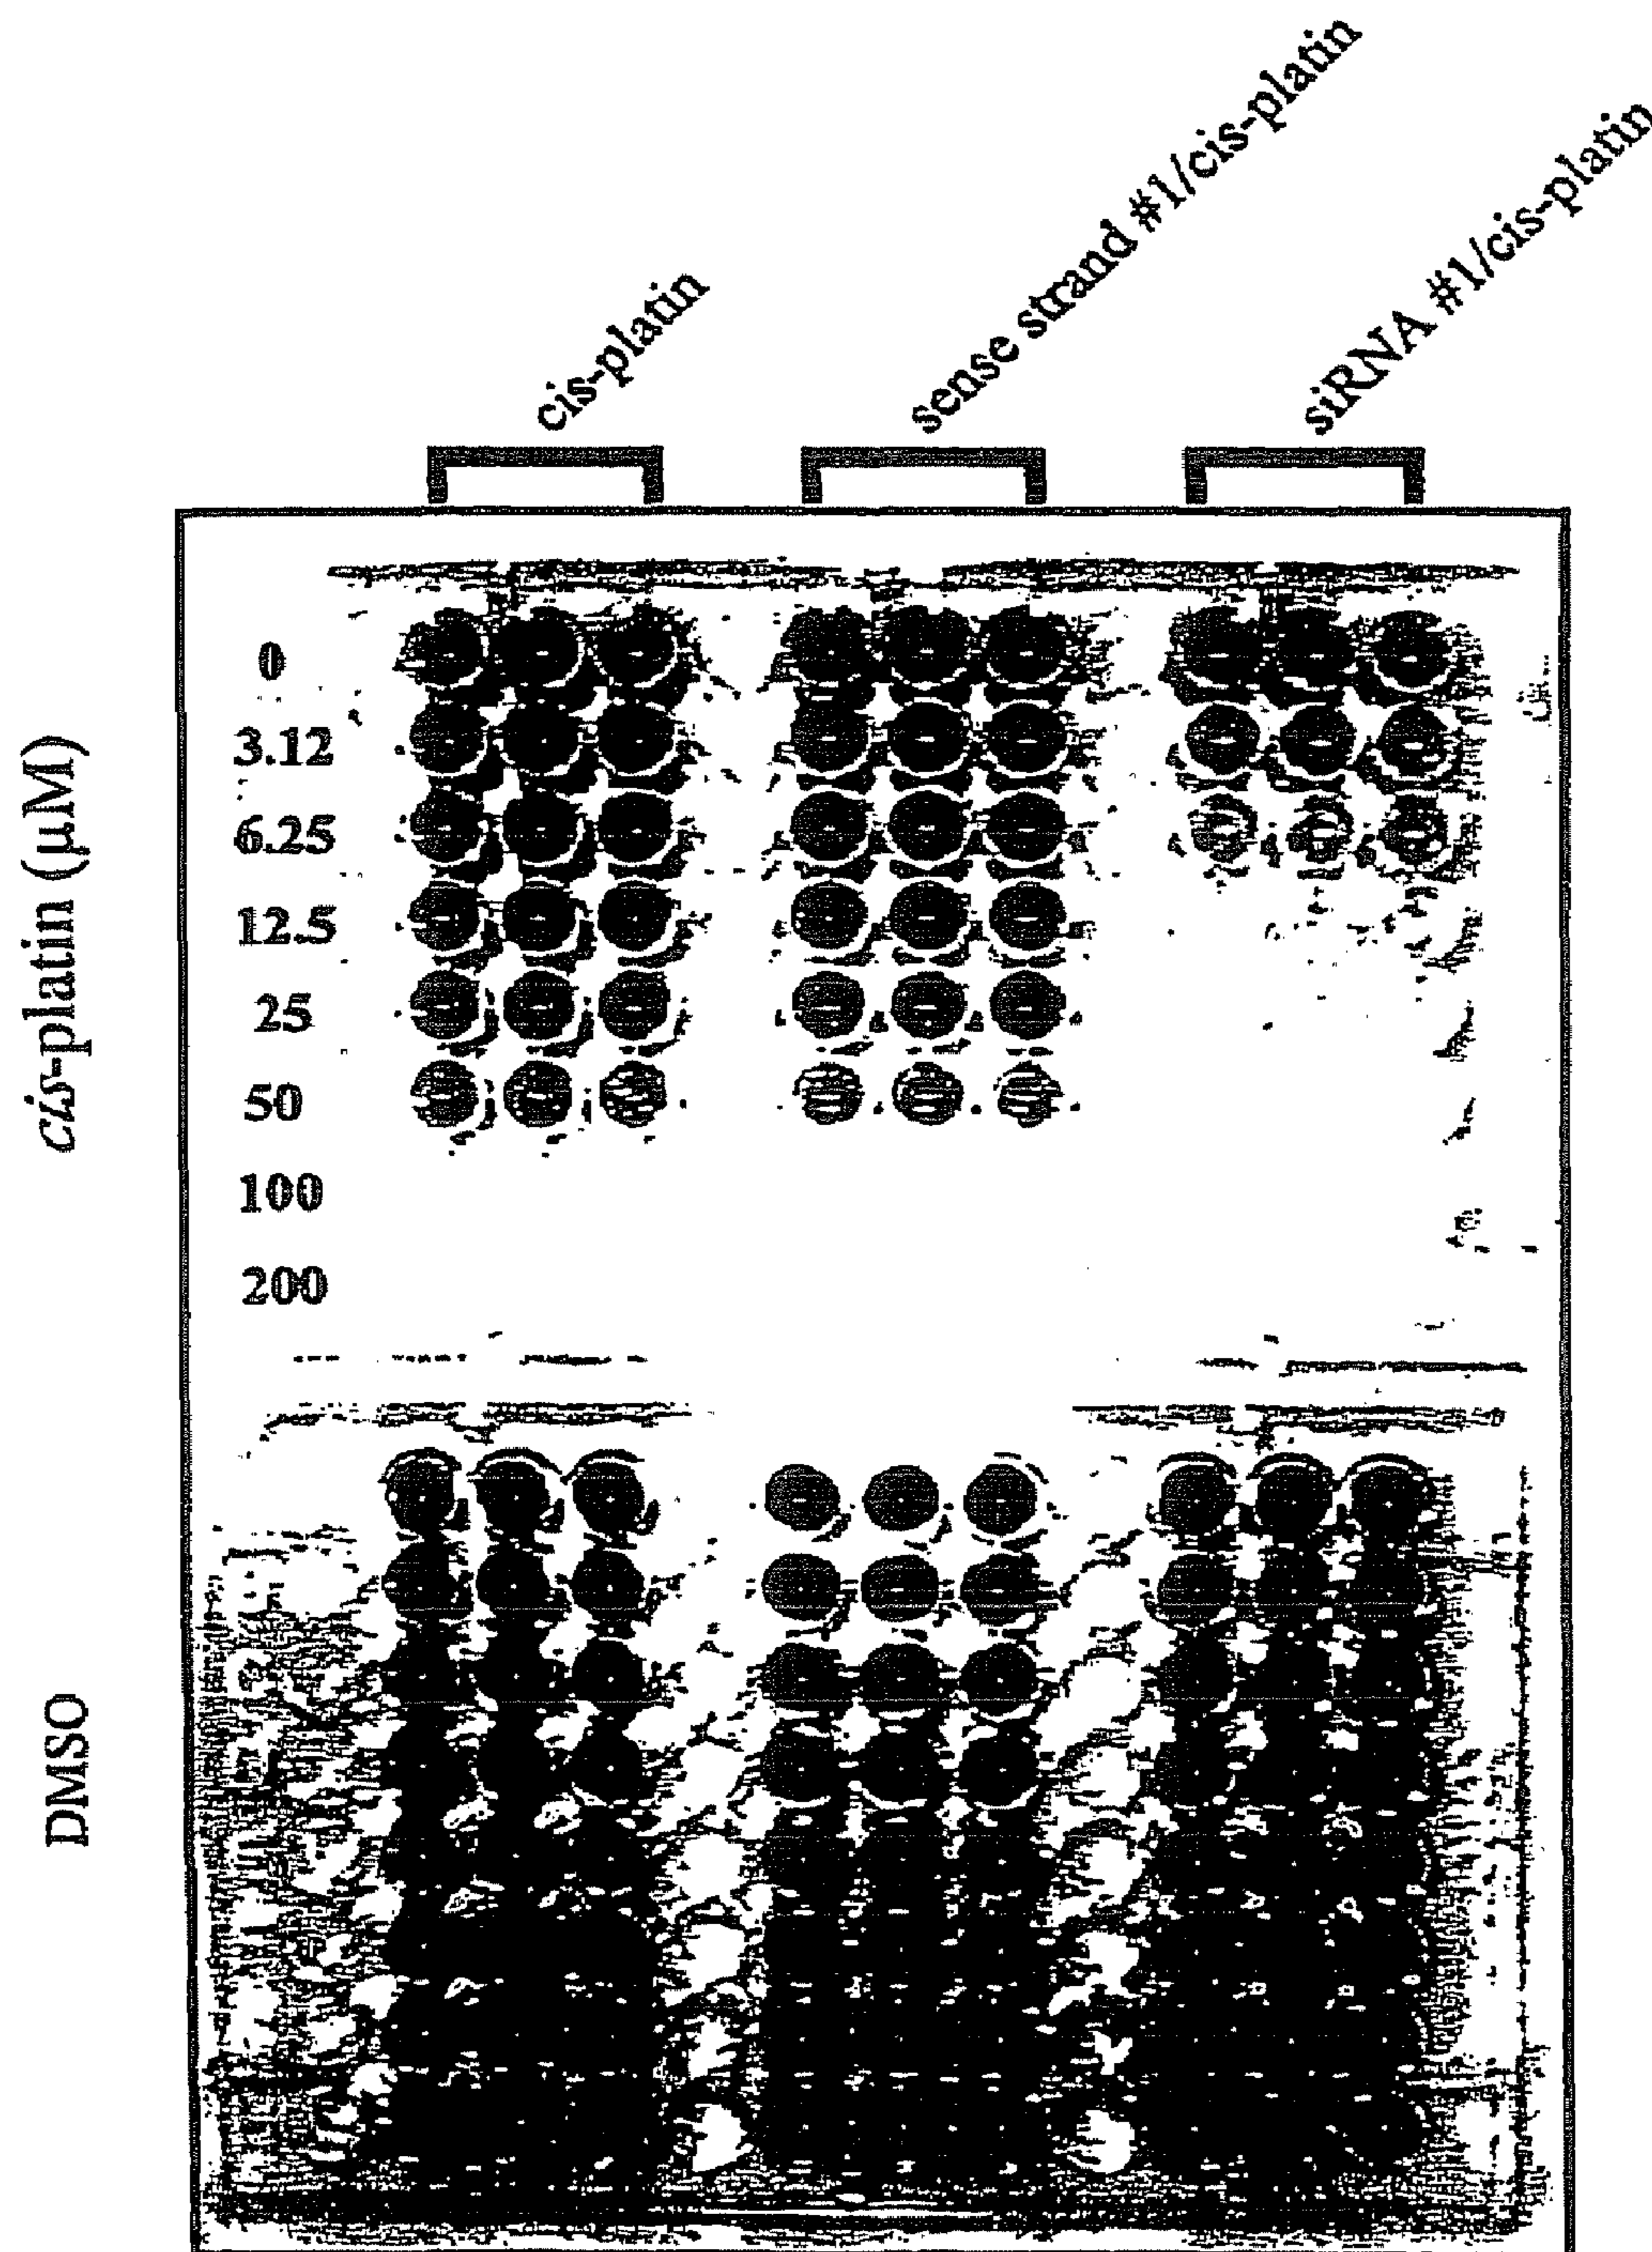 cis-platin
sense strand #1/cis-platin
siRNA #1/cis-platin
cis-platin (μM)
0
3.12
6.25
12.5
25
50
100
200
DMSO